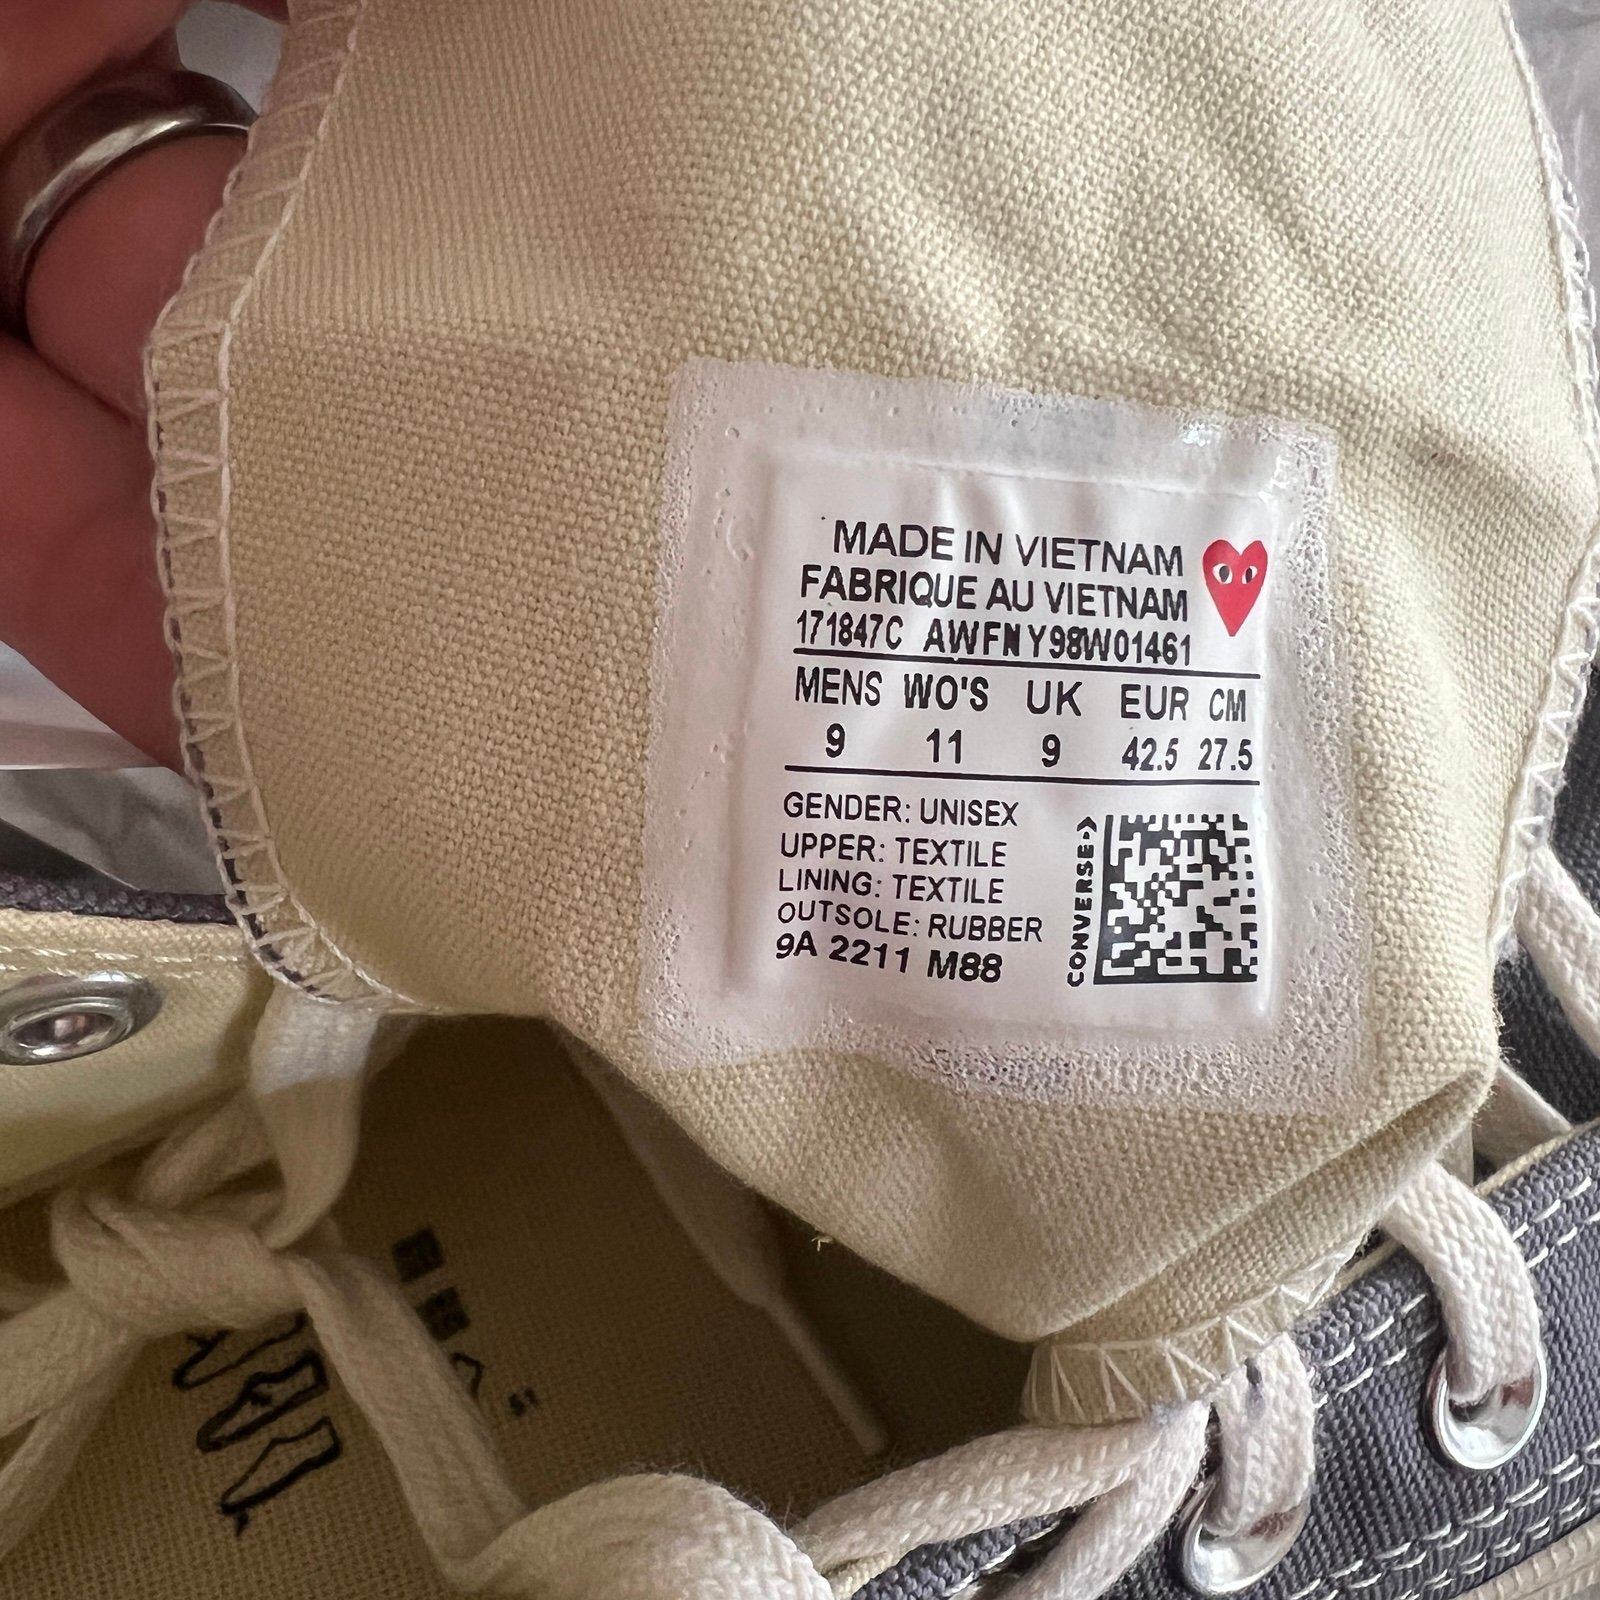 MADE IN VIETNAM
FABRIQUE AU VIETNAM
171847C AWFNY98W01461
MENS WO'S UK EUR CM
9 11 9 42.5 27.5
GENDER: UNISEX
UPPER: TEXTILE
LINING: TEXTILE
OUTSOLE: RUBBER
9A 2211 M88
CONVERSE